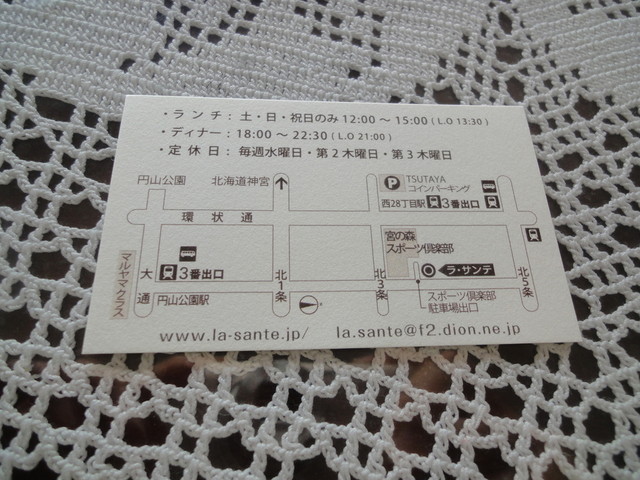 ・ランチ：土・日・祝日のみ 12:00 〜 15:00 ( L.O 13:30 )
・ディナー：18:00 〜 22:30 ( L.O 21:00 )
・定休日：毎週水曜日・第2木曜日・第3木曜日
円山公園
北海道神宮
P TSUTAYA
コインパーキング
西28丁目駅 3番出口
環状通
宮の森
スポーツ倶楽部
3番出口
ラ・サンテ
マルヤマクラス
大通
円山公園駅
北1条
北3条
北5条
スポーツ倶楽部
駐車場出口
www.la-sante.jp/ la.sante@f2.dion.ne.jp